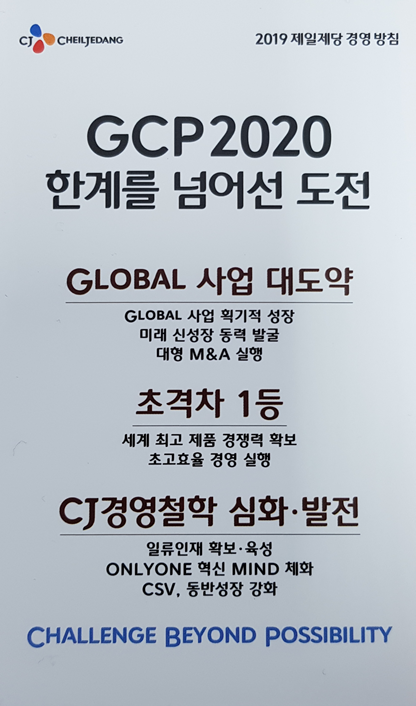 CJ CHEILJEDANG
2019 제일제당 경영 방침
GCP 2020
한계를 넘어선 도전
GLOBAL 사업 대도약
GLOBAL 사업 획기적 성장
미래 신성장 동력 발굴
대형 M&A 실행
초격차 1등
세계 최고 제품 경쟁력 확보
초고효율 경영 실행
CJ경영철학 심화·발전
일류인재 확보·육성
ONLYONE 혁신 MIND 체화
CSV, 동반성장 강화
CHALLENGE BEYOND POSSIBILITY